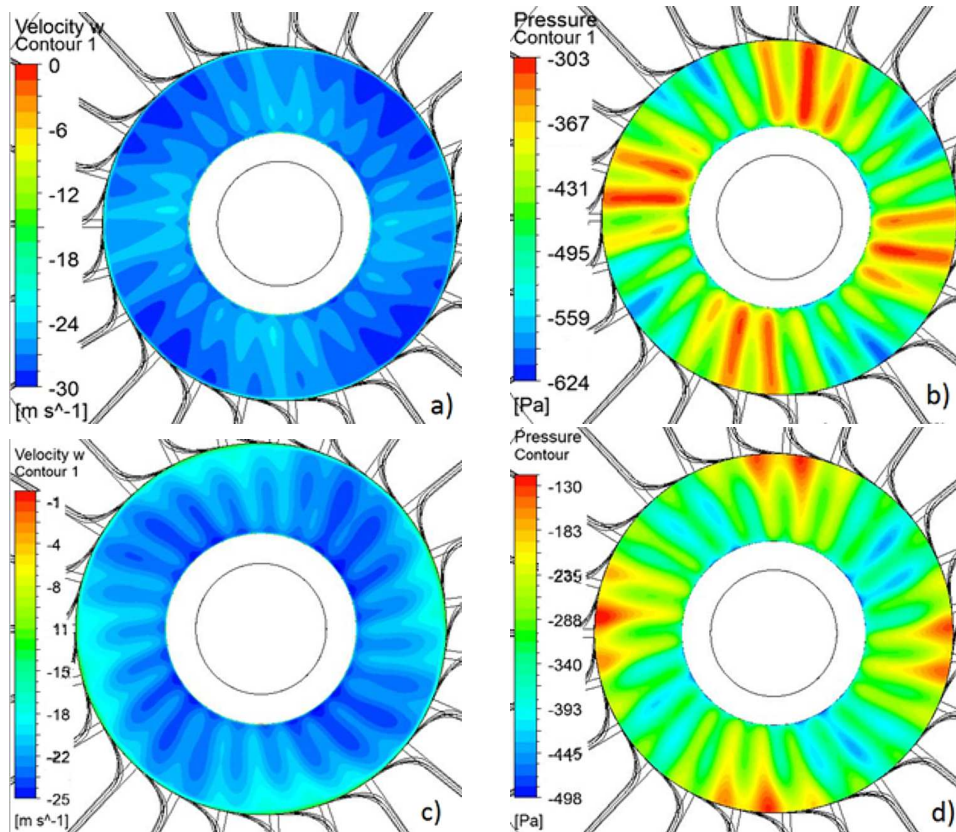 Velocity w
Contour 1
0
-6
-12
-18
-24
-30
[m s^-1]
a)
Pressure
Contour 1
-303
-367
-431
-495
-559
-624
[Pa]
b)
Velocity w
Contour 1
-1
-4
-8
11
-15
-18
-22
-25
[m s^-1]
c)
Pressure
Contour
-130
-183
-235
-288
-340
-393
-445
-498
[Pa]
d)